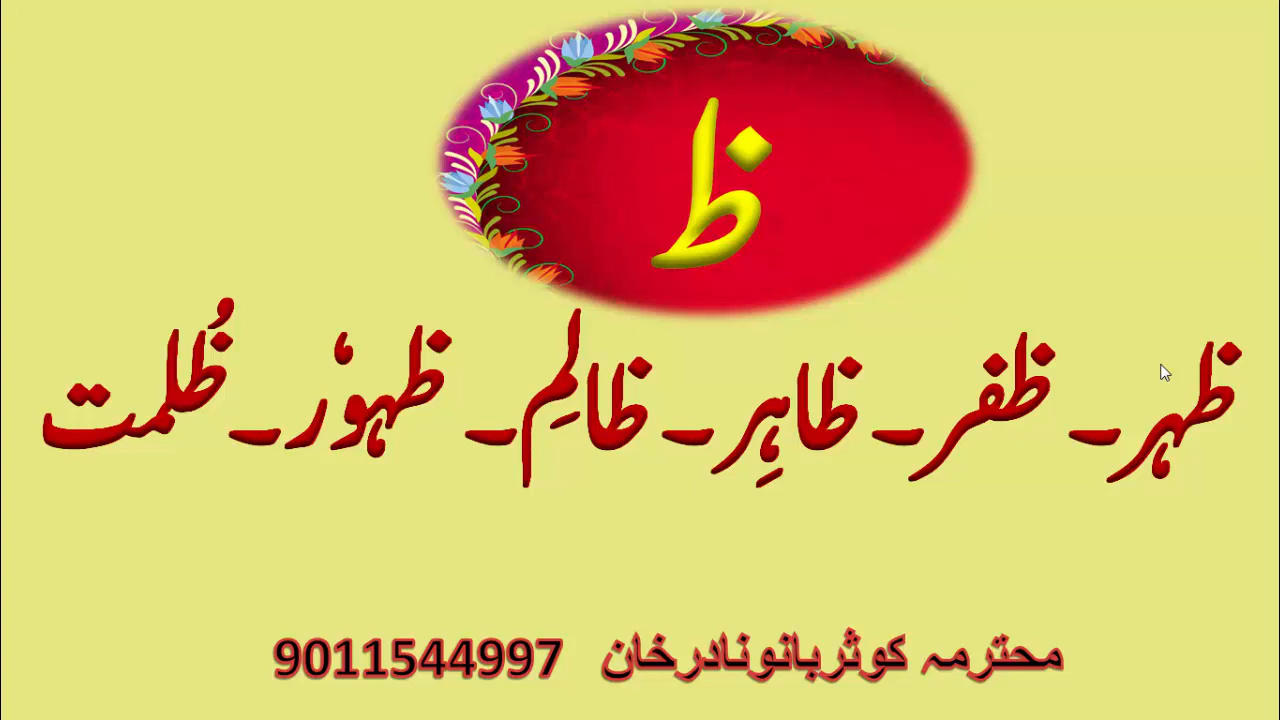 ظ
ظہر۔ ظفر۔ ظاہِر۔ ظالِم۔ ظہوٗر۔ ظُلمت
محترمہ کوثربانونادرخان 9011544997